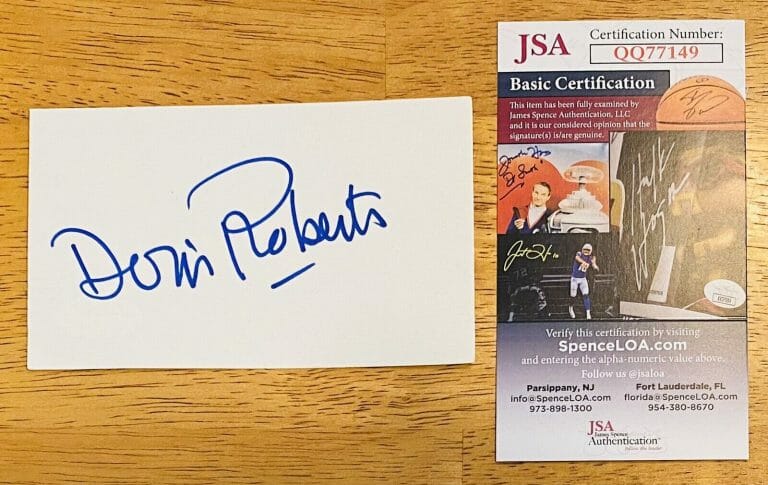 Doris Roberts
JSA
Certification Number:
QQ77149
Basic Certification
This item has been fully examined by
James Spence Authentication, LLC
and it is our considered opinion that the
signature(s) is/are genuine.
Verify this certification by visiting
SpenceLOA.com
and entering the alpha-numeric value above.
Follow us @jsaloa
Parsippany, NJ
info@SpenceLOA.com
973-898-1300
Fort Lauderdale, FL
florida@SpenceLOA.com
954-380-8670
JSA
James Spence
Authentication